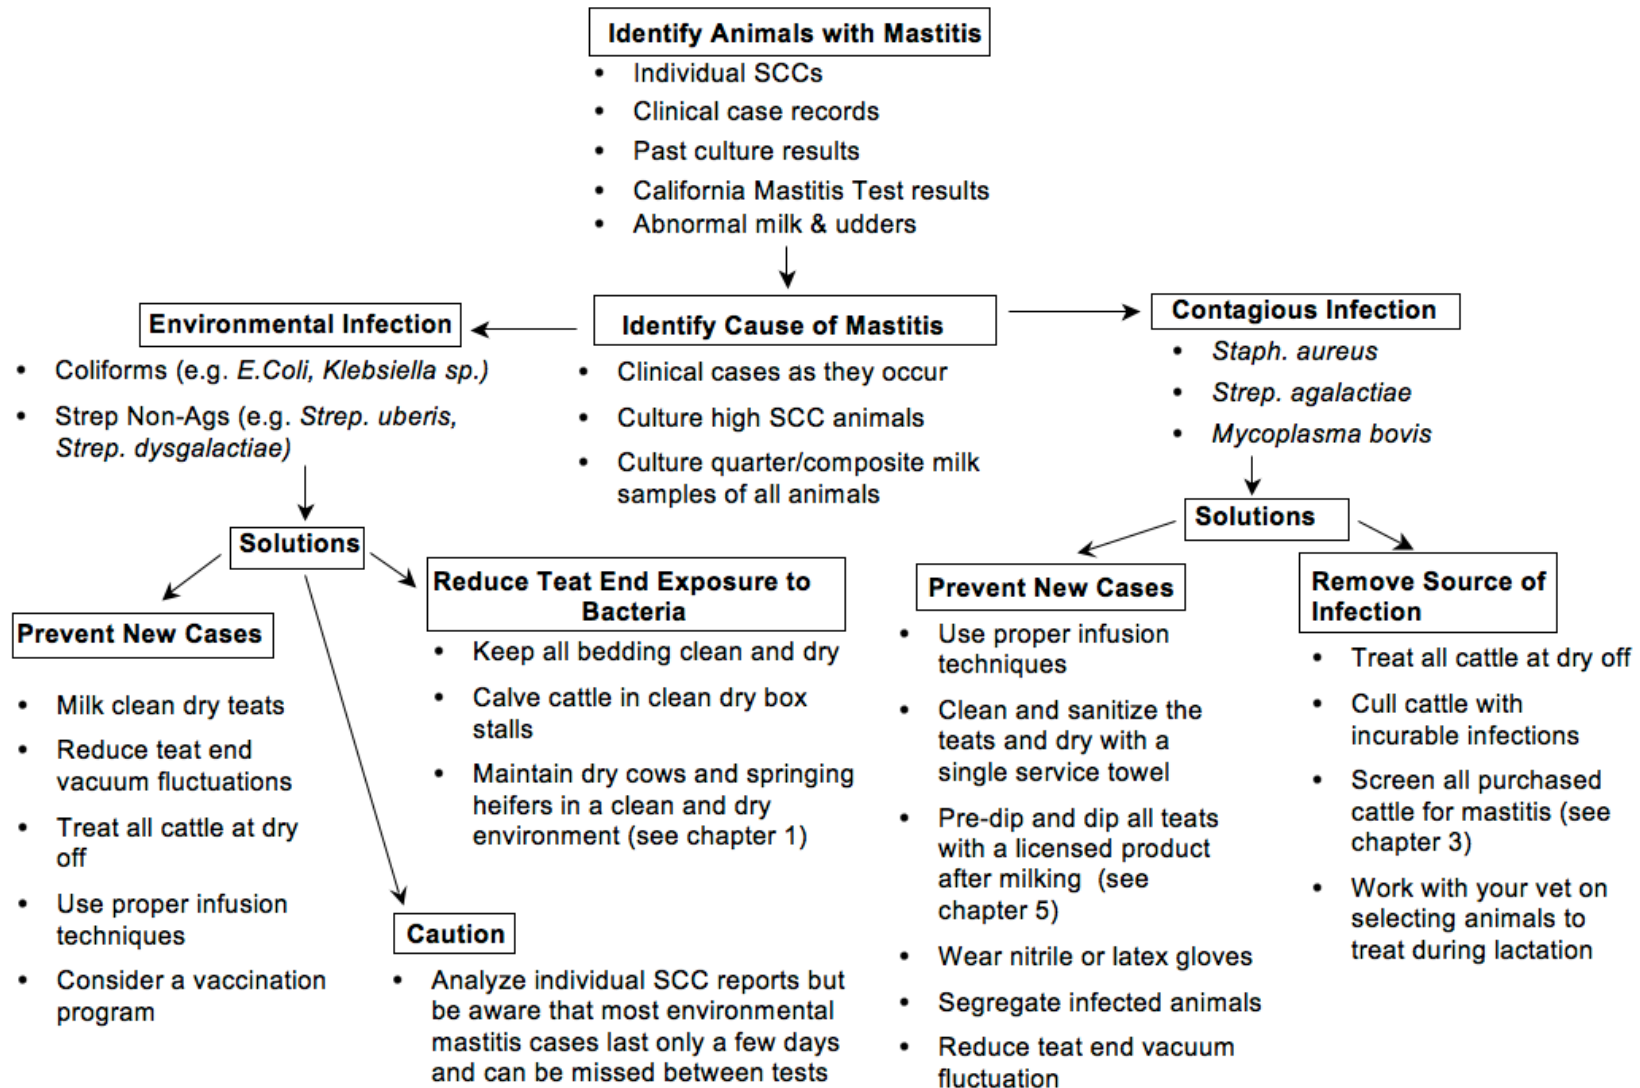 Identify Animals with Mastitis
• Individual SCCs
• Clinical case records
• Past culture results
• California Mastitis Test results
• Abnormal milk & udders
Environmental Infection
• Coliforms (e.g. E.Coli, Klebsiella sp.)
• Strep Non-Ags (e.g. Strep. uberis,
Strep. dysgalactiae)
Identify Cause of Mastitis
• Clinical cases as they occur
• Culture high SCC animals
• Culture quarter/composite milk
samples of all animals
Contagious Infection
• Staph. aureus
• Strep. agalactiae
• Mycoplasma bovis
Solutions
Prevent New Cases
• Milk clean dry teats
• Reduce teat end
vacuum fluctuations
• Treat all cattle at dry
off
• Use proper infusion
techniques
• Consider a vaccination
program
Caution
• Analyze individual SCC reports but
be aware that most environmental
mastitis cases last only a few days
and can be missed between tests
Reduce Teat End Exposure to
Bacteria
• Keep all bedding clean and dry
• Calve cattle in clean dry box
stalls
• Maintain dry cows and springing
heifers in a clean and dry
environment (see chapter 1)
Solutions
Prevent New Cases
• Use proper infusion
techniques
• Clean and sanitize the
teats and dry with a
single service towel
• Pre-dip and dip all teats
with a licensed product
after milking (see
chapter 5)
• Wear nitrile or latex gloves
• Segregate infected animals
• Reduce teat end vacuum
fluctuation
Remove Source of
Infection
• Treat all cattle at dry off
• Cull cattle with
incurable infections
• Screen all purchased
cattle for mastitis (see
chapter 3)
• Work with your vet on
selecting animals to
treat during lactation